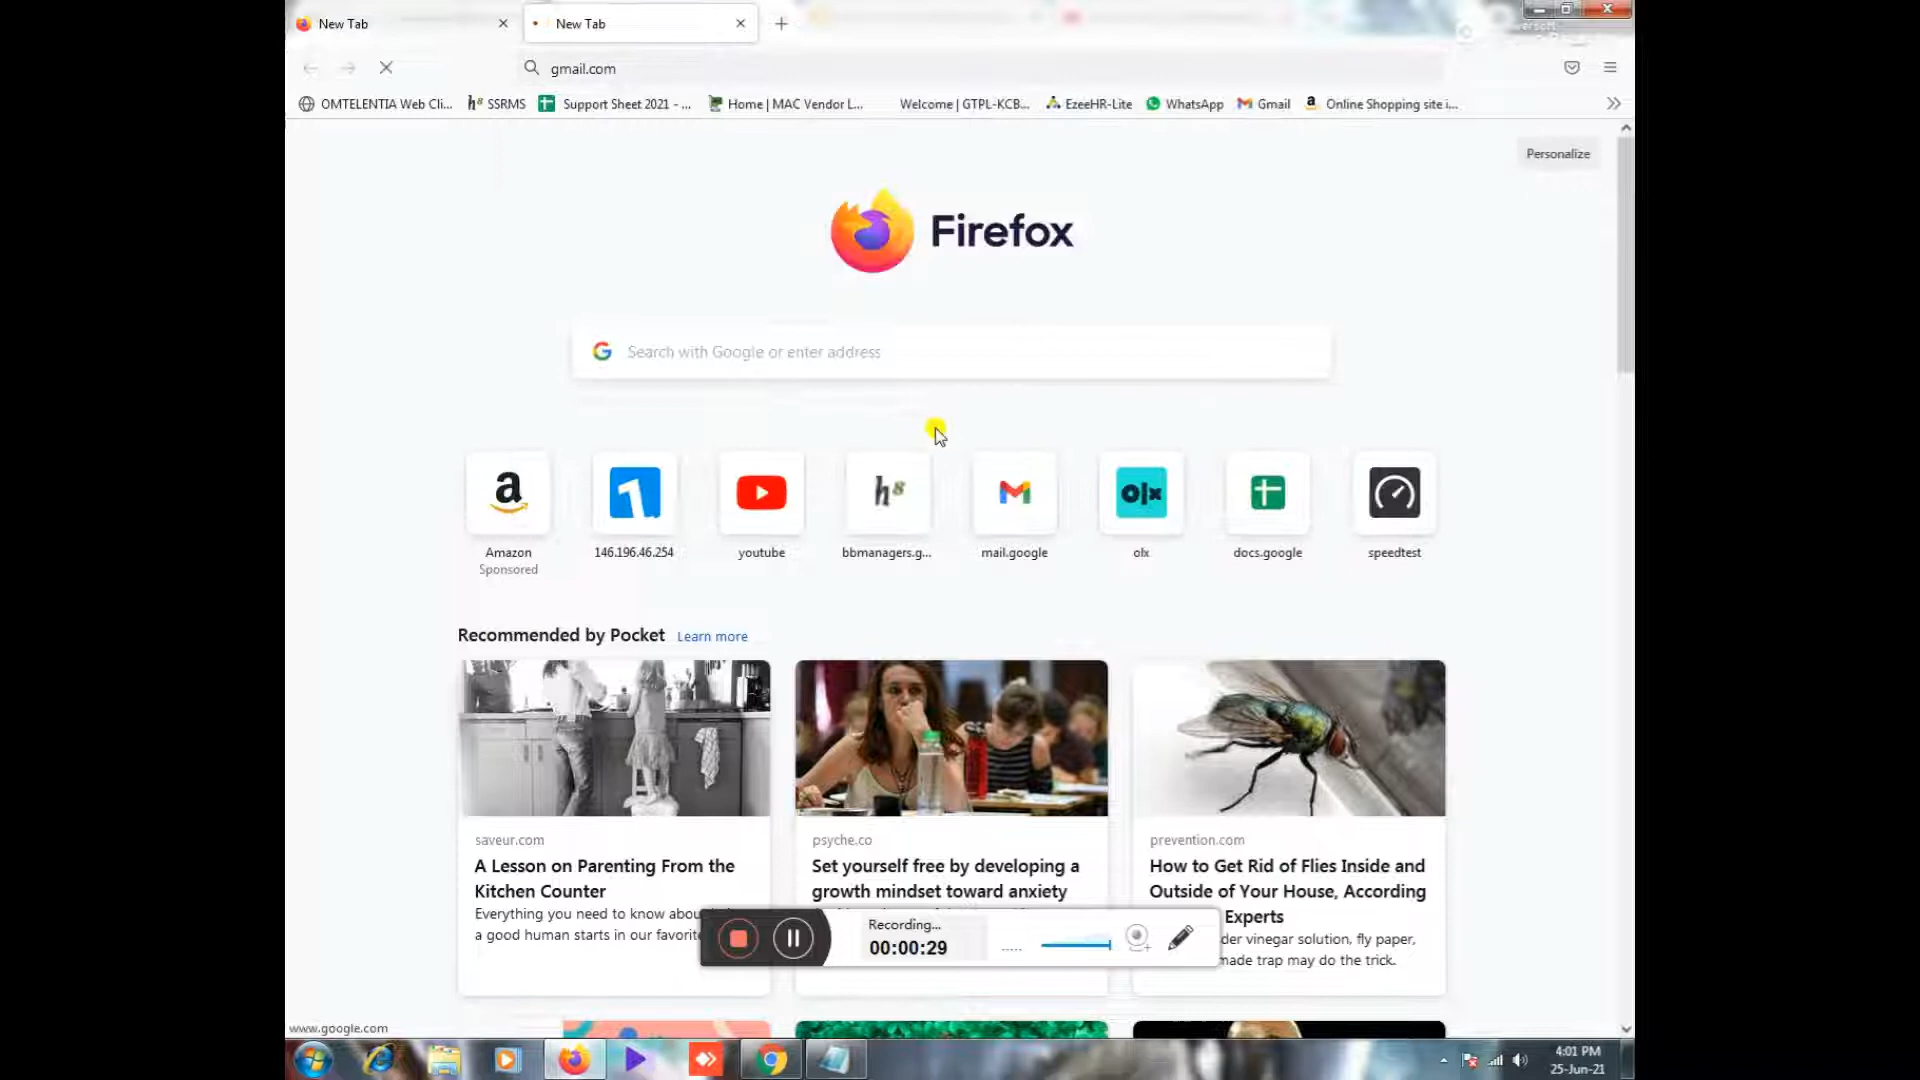 New Tab
New Tab
gmail.com
OMTELENTIA Web Cli...
h8 SSRMS
Support Sheet 2021 - ...
Home | MAC Vendor L...
Welcome | GTPL-KCB...
EzeeHR-Lite
WhatsApp
Gmail
Online Shopping site i...
Personalize
Firefox
Search with Google or enter address
a
h8
olx
Amazon
Sponsored
146.196.46.254
youtube
bbmanagers.g...
mail.google
olx
docs.google
speedtest
Recommended by Pocket Learn more
saveur.com
A Lesson on Parenting From the
Kitchen Counter
Everything you need to know abou
a good human starts in our favorit
psyche.co
Set yourself free by developing a
growth mindset toward anxiety
prevention.com
How to Get Rid of Flies Inside and
Outside of Your House, According
Experts
der vinegar solution, fly paper,
made trap may do the trick.
Recording...
00:00:29
www.google.com
4:01 PM
25-Jun-21